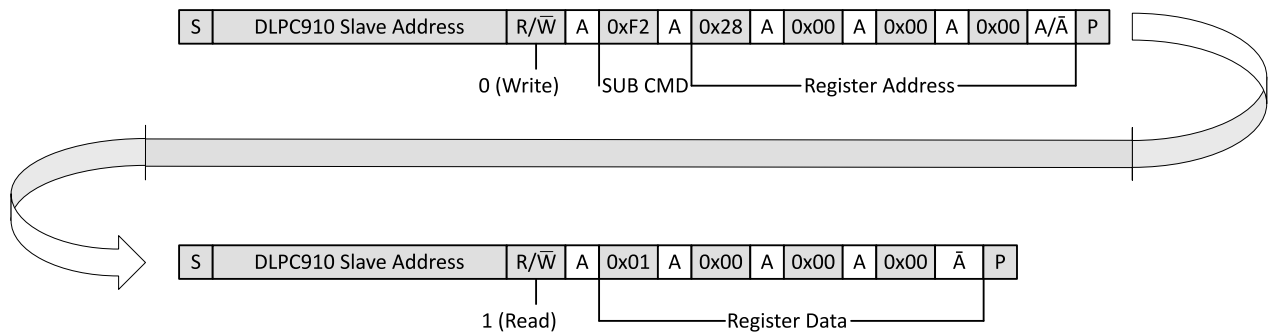 S DLPC910 Slave Address R/W̅ A 0xF2 A 0x28 A 0x00 A 0x00 A 0x00 A/Ā P
0 (Write) SUB CMD Register Address
S DLPC910 Slave Address R/W̅ A 0x01 A 0x00 A 0x00 A 0x00 Ā P
1 (Read) Register Data